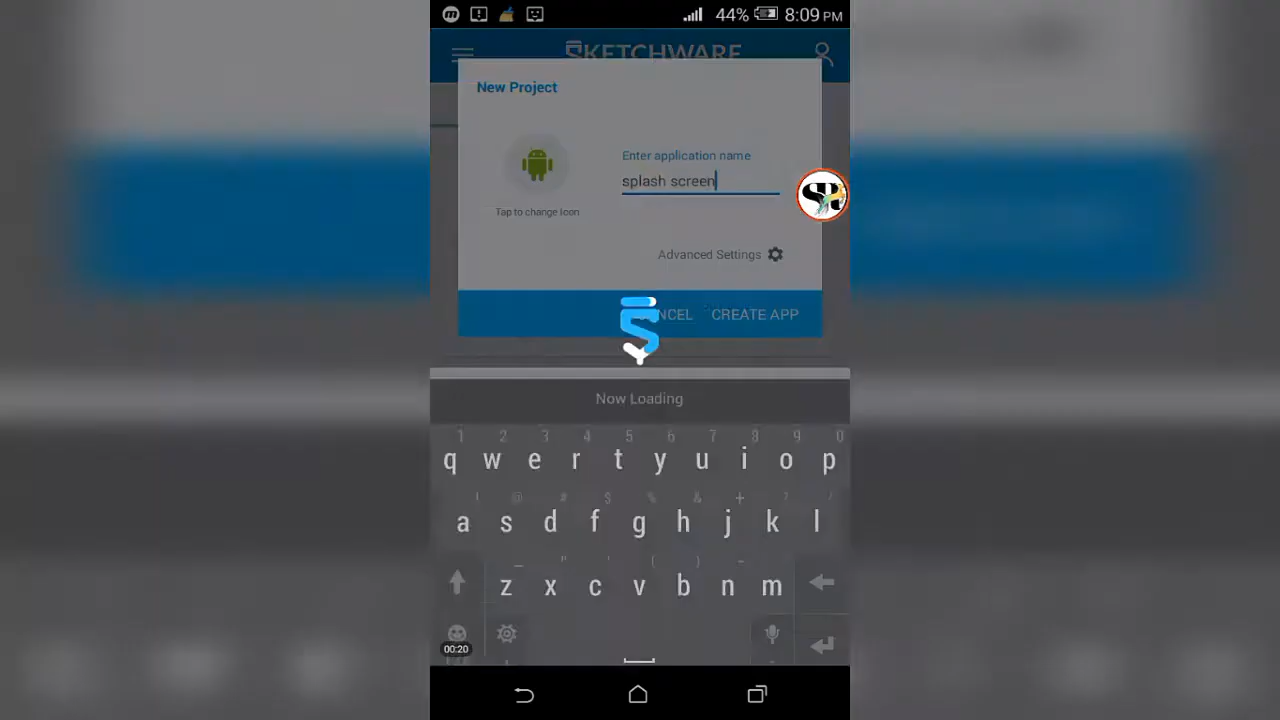 44% 8:09 PM
SKETCHWARE
New Project
Enter application name
splash screen
Tap to change Icon
Advanced Settings
NCEL CREATE APP
Now Loading
1 2 3 4 5 6 7 8 9 0
q w e r t y u i o p
! @ # $ % & + ? /
a s d f g h j k l
_ " ' ( ) -
z x c v b n m
00:20